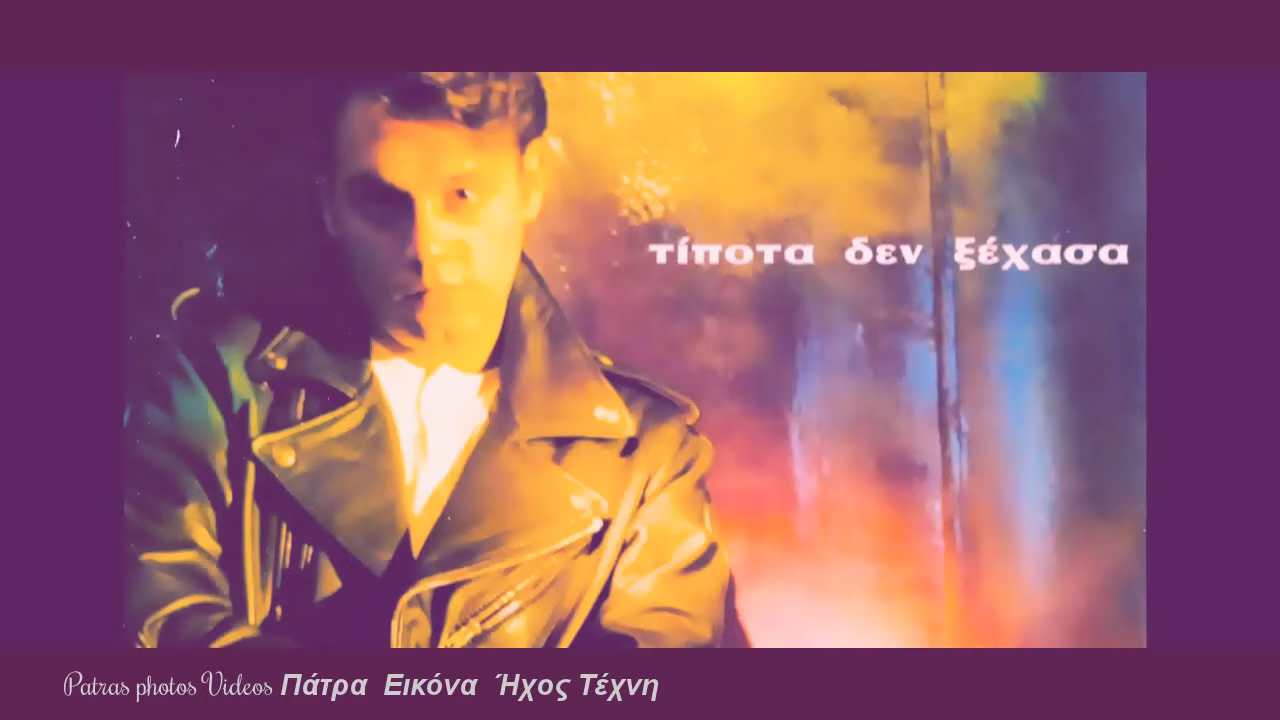 τίποτα δεν ξέχασα
Patras photos Videos Πάτρα Εικόνα Ήχος Τέχνη